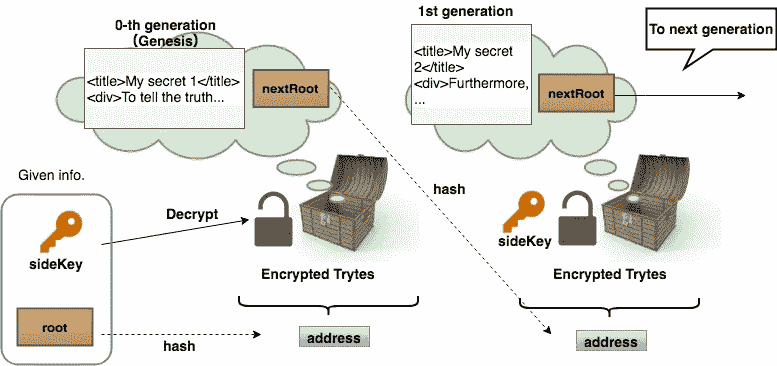 0-th generation
(Genesis)
<title>My secret 1</title>
<div>To tell the truth...
nextRoot
1st generation
<title>My secret
2</title>
<div>Furthermore,
...
nextRoot
To next generation
Given info.
sideKey
root
Decrypt
hash
Encrypted Trytes
address
hash
sideKey
Encrypted Trytes
address